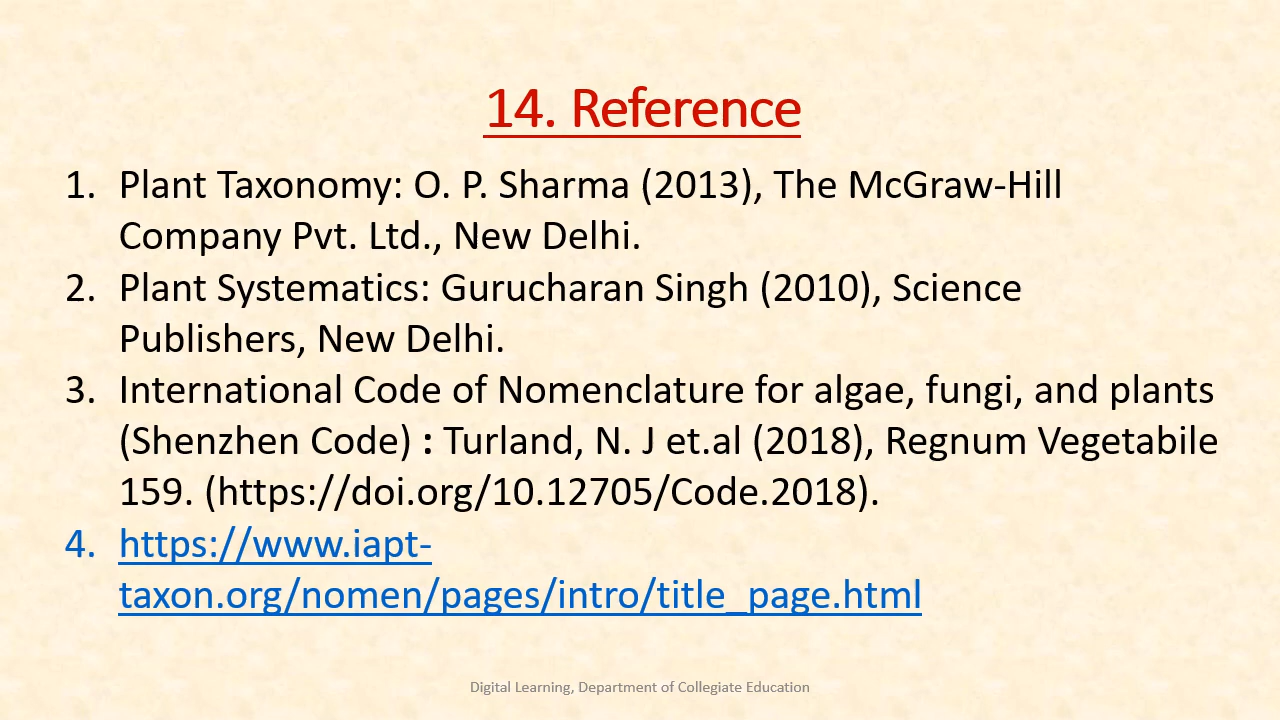 14. Reference
1. Plant Taxonomy: O. P. Sharma (2013), The McGraw-Hill
Company Pvt. Ltd., New Delhi.
2. Plant Systematics: Gurucharan Singh (2010), Science
Publishers, New Delhi.
3. International Code of Nomenclature for algae, fungi, and plants
(Shenzhen Code) : Turland, N. J et.al (2018), Regnum Vegetabile
159. (https://doi.org/10.12705/Code.2018).
4. https://www.iapt-
taxon.org/nomen/pages/intro/title_page.html
Digital Learning, Department of Collegiate Education